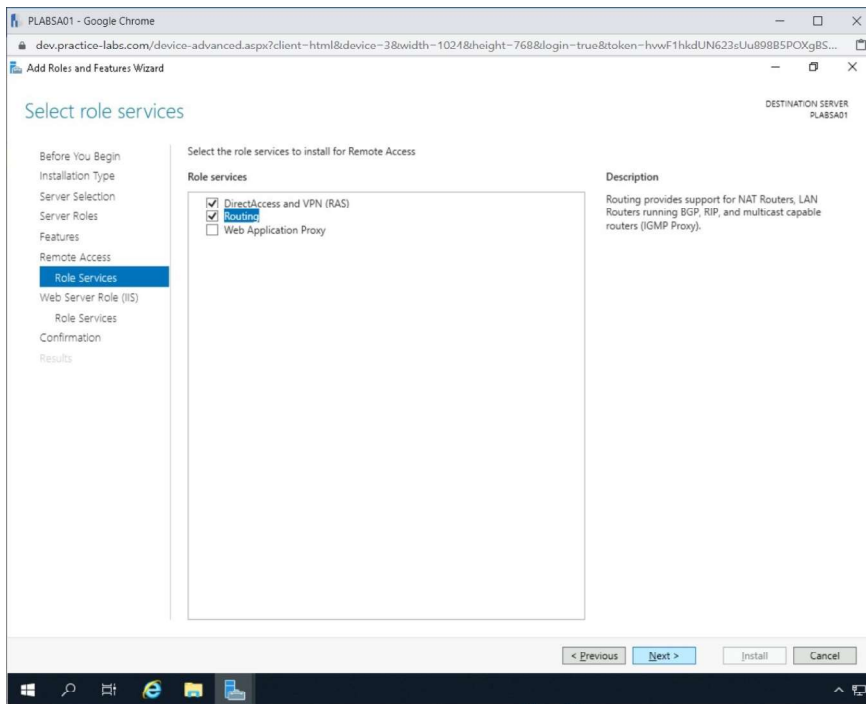 PLABSA01 - Google Chrome
dev.practice-labs.com/device-advanced.aspx?client=html&device=3&width=1024&height=768&login=true&token=hvwF1hkdUN623sUu898B5POXgBS...
Add Roles and Features Wizard
Select role services
DESTINATION SERVER
PLABSA01
Before You Begin
Installation Type
Server Selection
Server Roles
Features
Remote Access
Role Services
Web Server Role (IIS)
Role Services
Confirmation
Results
Select the role services to install for Remote Access
Role services
DirectAccess and VPN (RAS)
Routing
Web Application Proxy
Description
Routing provides support for NAT Routers, LAN
Routers running BGP, RIP, and multicast capable
routers (IGMP Proxy).
< Previous
Next >
Install
Cancel